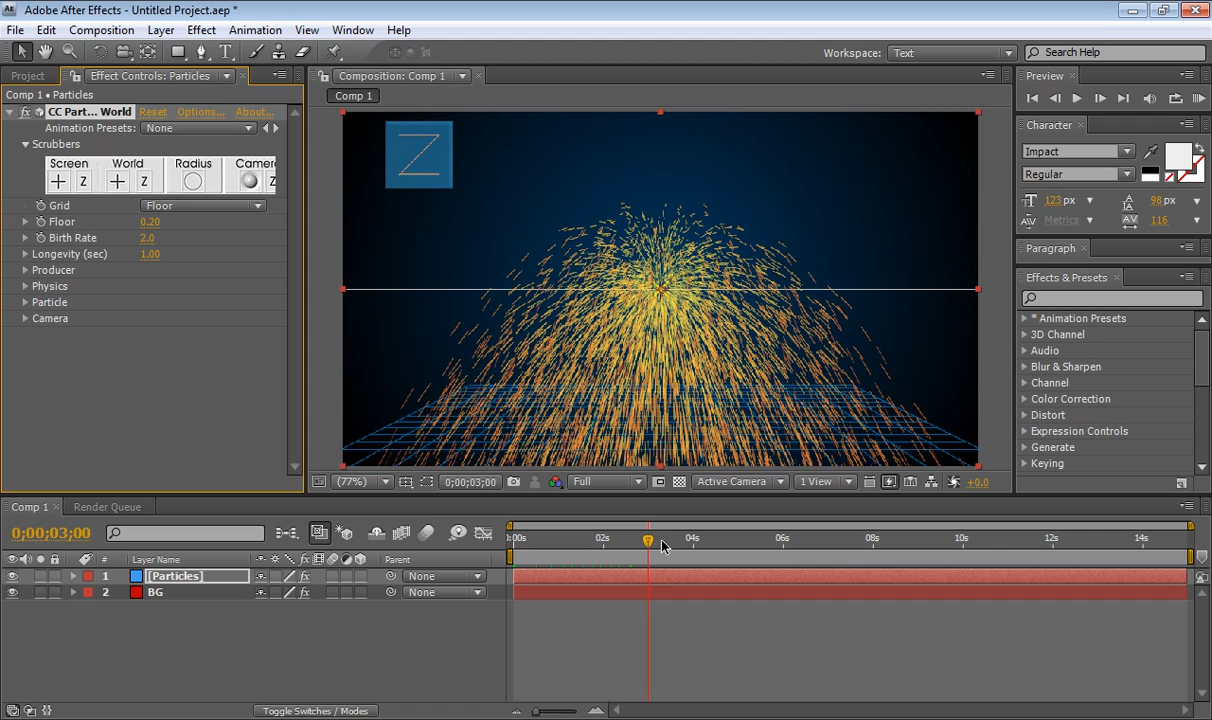 Adobe After Effects - Untitled Project.aep *
File Edit Composition Layer Effect Animation Window View Help
Workspace: Text Search Help
Project Effect Controls: Particles Composition: Comp 1 Preview
Comp 1 • Particles Comp 1
fx CC Part... World Reset Options... About...
Animation Presets: None
Scrubbers
Screen World Radius Camera
Z Z Z
Grid Floor
Floor 0.20
Birth Rate 2.0
Longevity (sec) 1.00
Producer
Physics
Particle
Camera
Z
(77%) 0;00;03;00 Full Active Camera 1 View +0.0
Character
Impact
Regular
123 px 98 px
Metrics 116
Paragraph
Effects & Presets
* Animation Presets
3D Channel
Audio
Blur & Sharpen
Channel
Color Correction
Distort
Expression Controls
Generate
Keying
Comp 1 Render Queue
0;00;03;00
:00s 02s 04s 06s 08s 10s 12s 14s
# Layer Name fx Parent
1 [Particles] fx None
2 BG fx None
Toggle Switches / Modes